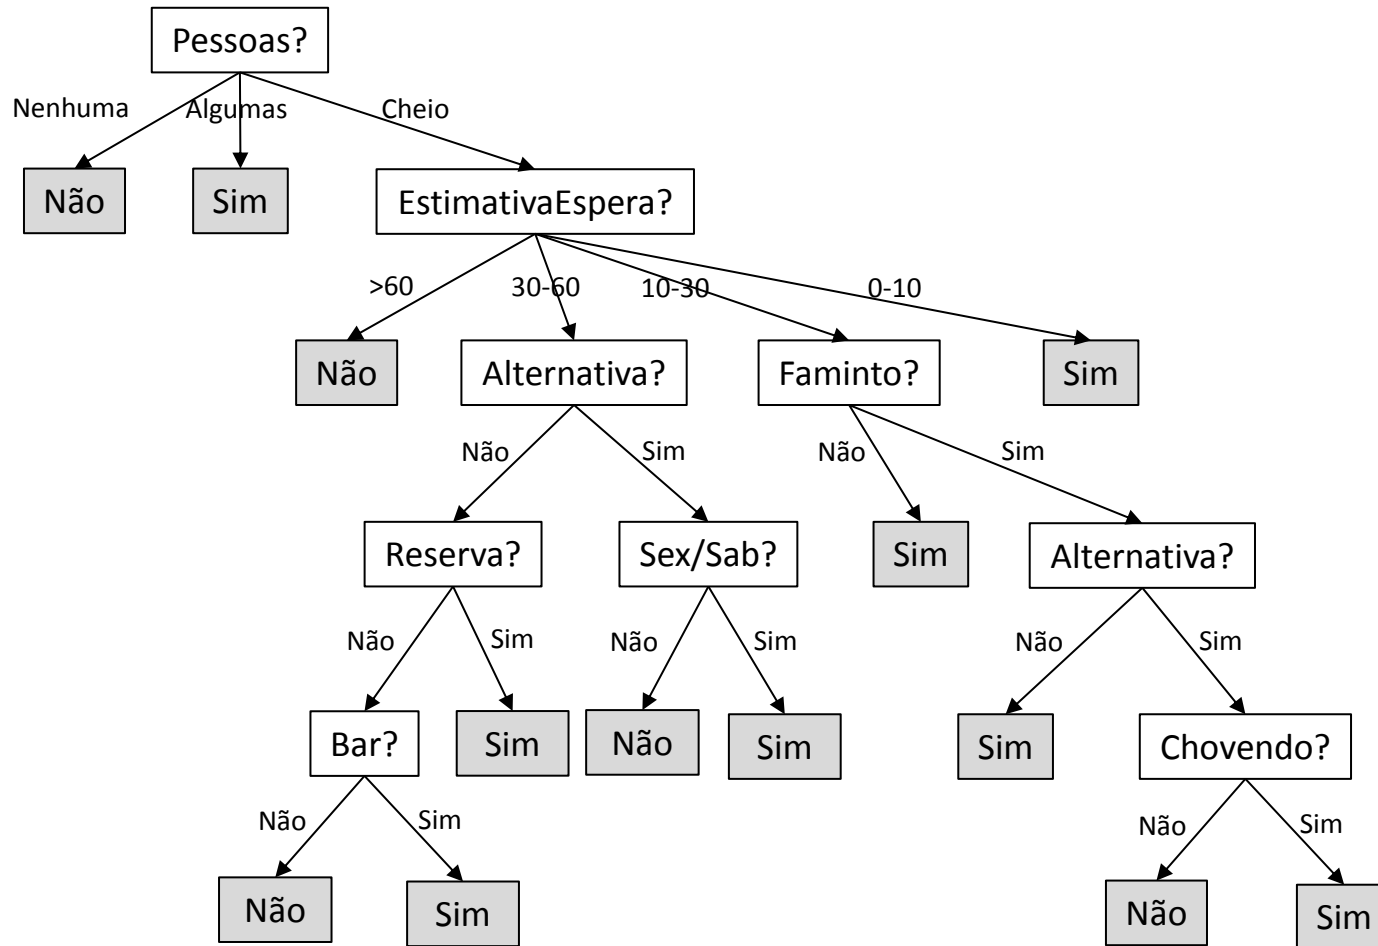 Pessoas?
Nenhuma
Algumas
Cheio
Não
Sim
EstimativaEspera?
>60
30-60
10-30
0-10
Não
Alternativa?
Faminto?
Sim
Não
Sim
Não
Sim
Reserva?
Sex/Sab?
Sim
Alternativa?
Não
Sim
Não
Sim
Não
Sim
Bar?
Sim
Não
Sim
Sim
Chovendo?
Não
Sim
Não
Sim
Não
Sim
Não
Sim